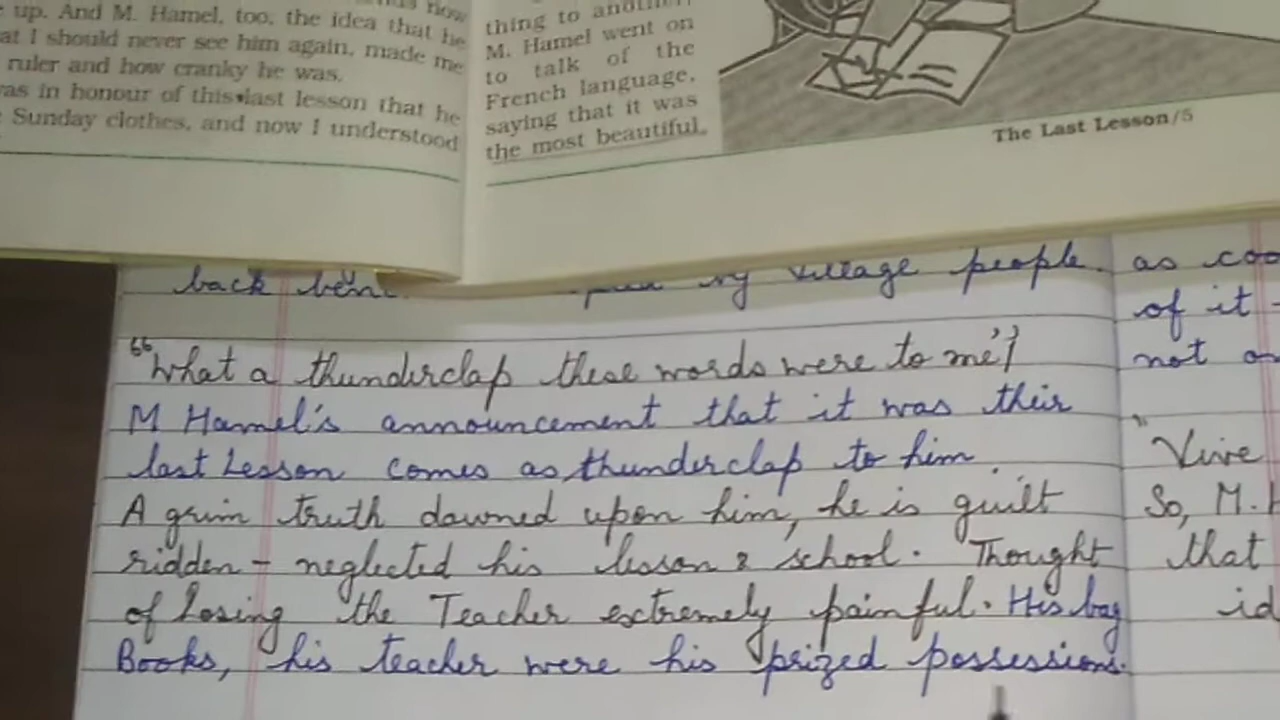 up. And M. Hamel, too, the idea that he
at I should never see him again, made me
ruler and how cranky he was.
was in honour of this last lesson that he
Sunday clothes, and now I understood
thing to another,
M. Hamel went on
to talk of the
French language,
saying that it was
the most beautiful
The Last Lesson/5
back village people.
"What a thunderclap these words were to me"!
M Hamel's announcement that it was their
last Lesson comes as thunderclap to him.
A grim truth dawned upon him, he is guilt
ridden - neglected his lesson & school. Thought
of Losing the Teacher extremely painful. His bag
Books, his teacher were his prized possessions.
as
of it
not
"Vive
So, M.
that